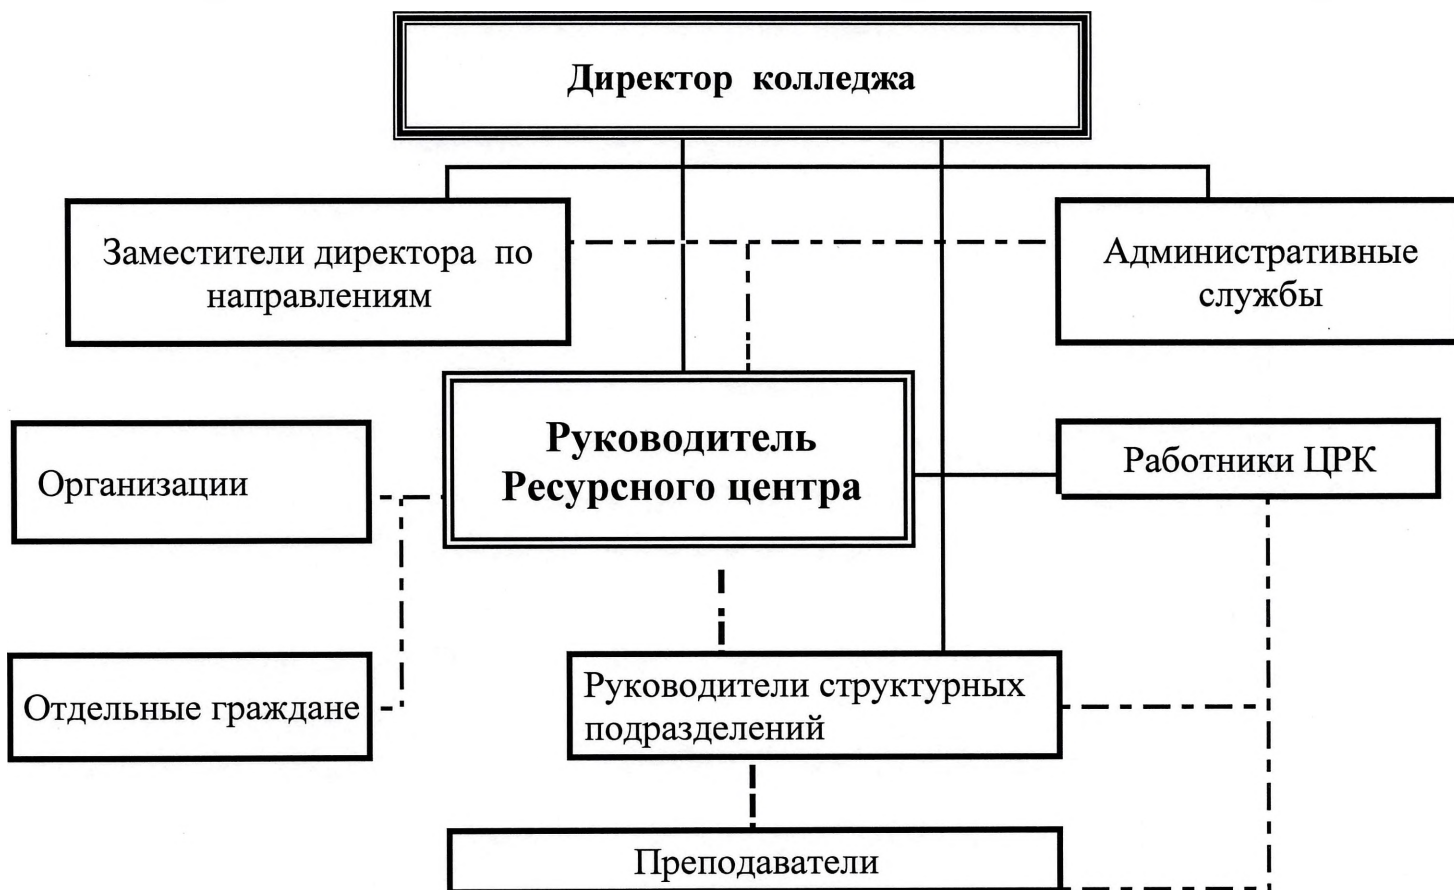 Директор колледжа
Заместители директора по
направлениям
Административные
службы
Руководитель
Ресурсного центра
Организации
Работники ЦРК
Отдельные граждане
Руководители структурных
подразделений
Преподаватели